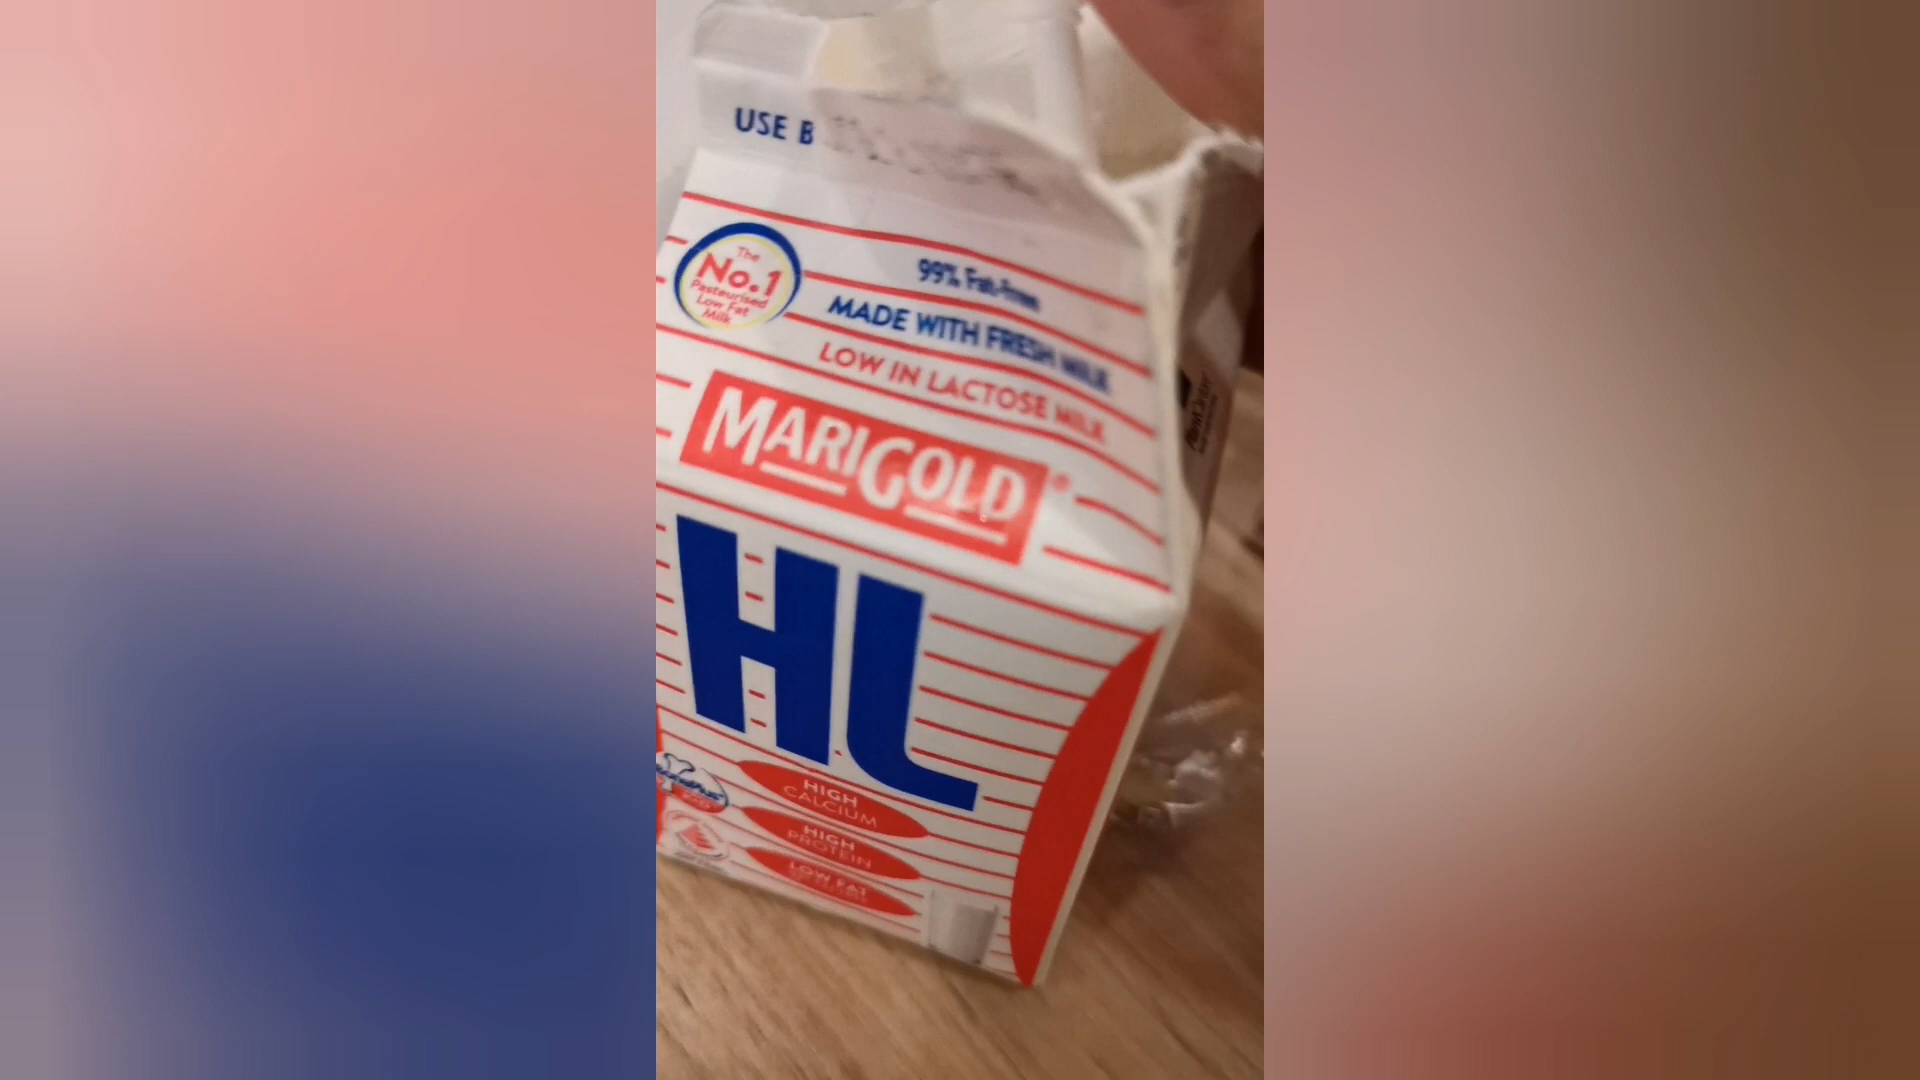 USE B
The
No.1
Pasteurised
Low Fat
Milk
99% Fat-Free
MADE WITH FRESH MILK
LOW IN LACTOSE MILK
MARIGOLD®
HL
HIGH
CALCIUM
HIGH
PROTEIN
LOW FAT